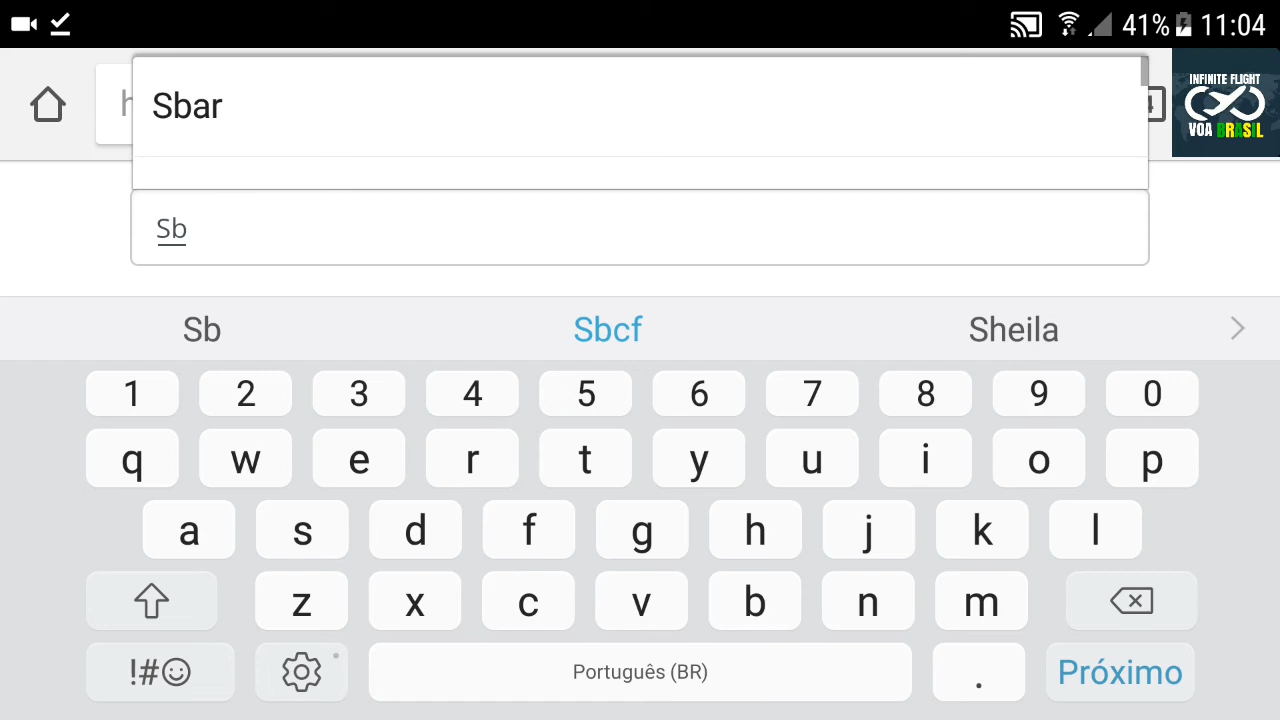 41% 11:04
h
Sbar
4
INFINITE FLIGHT
VOA BRASIL
Sb
Sb Sbcf Sheila
1 2 3 4 5 6 7 8 9 0
q w e r t y u i o p
a s d f g h j k l
z x c v b n m
!#☺ Português (BR) . Próximo